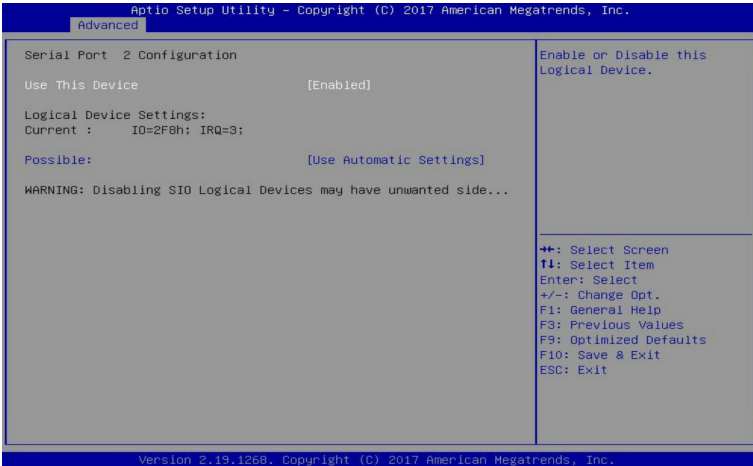 Aptio Setup Utility – Copyright (C) 2017 American Megatrends, Inc.
Advanced
Serial Port 2 Configuration
Use This Device [Enabled]
Logical Device Settings:
Current : IO=2F8h; IRQ=3;
Possible: [Use Automatic Settings]
WARNING: Disabling SIO Logical Devices may have unwanted side...
Enable or Disable this
Logical Device.
→←: Select Screen
↑↓: Select Item
Enter: Select
+/-: Change Opt.
F1: General Help
F3: Previous Values
F9: Optimized Defaults
F10: Save & Exit
ESC: Exit
Version 2.19.1268. Copyright (C) 2017 American Megatrends, Inc.